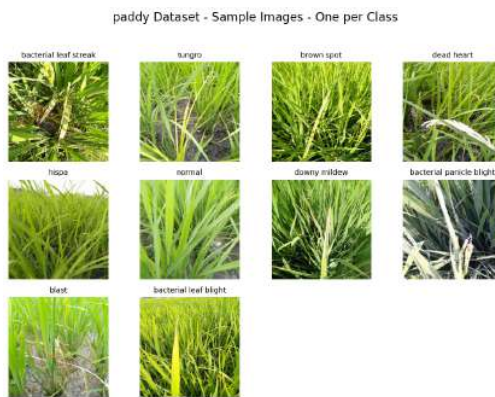 paddy Dataset - Sample Images - One per Class
bacterial leaf streak
tungro
brown spot
dead heart
hispa
normal
downy mildew
bacterial panicle blight
blast
bacterial leaf blight